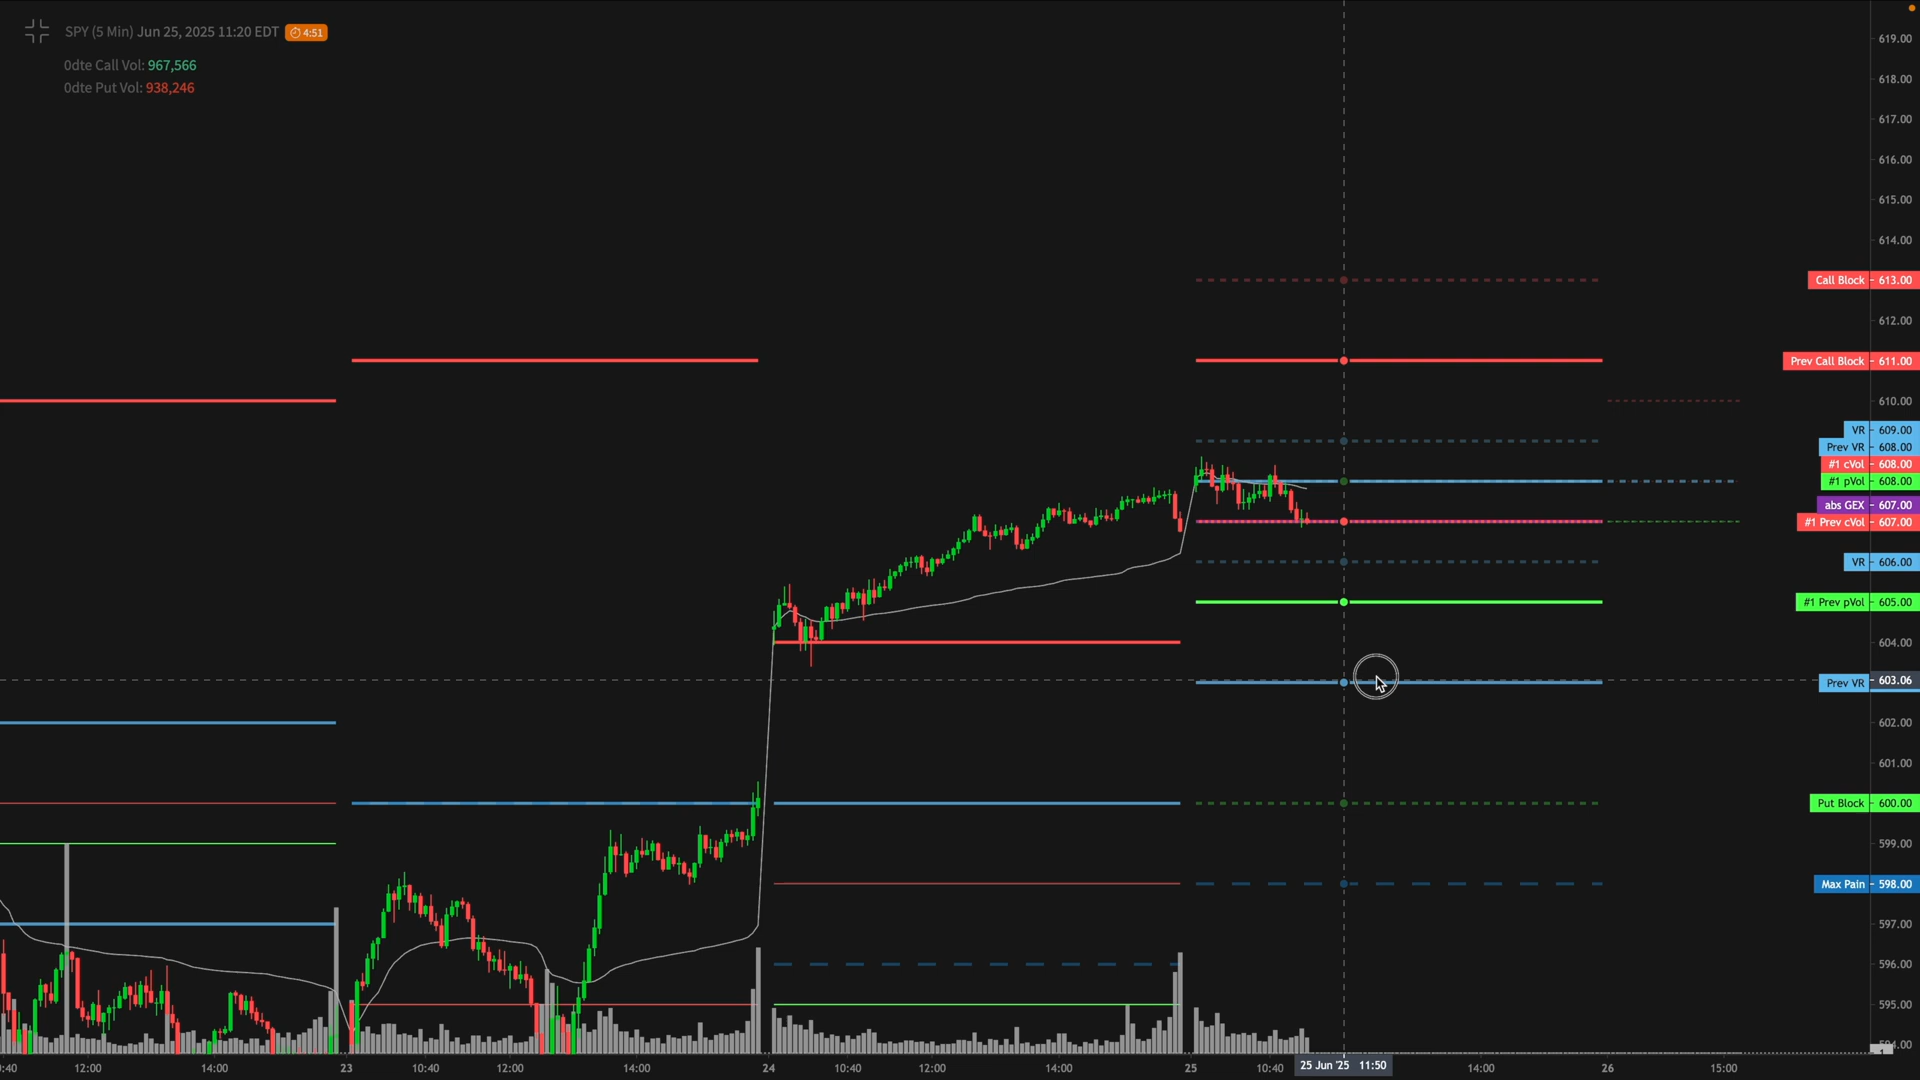 SPY (5 Min) Jun 25, 2025 11:20 EDT 4:51
0dte Call Vol: 967,566
0dte Put Vol: 938,246
619.00
618.00
617.00
616.00
615.00
614.00
Call Block 613.00
612.00
Prev Call Block 611.00
610.00
VR 609.00
Prev VR 608.00
#1 cVol 608.00
#1 pVol 608.00
abs GEX 607.00
#1 Prev cVol 607.00
VR 606.00
#1 Prev pVol 605.00
604.00
Prev VR 603.06
602.00
601.00
Put Block 600.00
599.00
Max Pain 598.00
597.00
596.00
595.00
:40 12:00 14:00 23 10:40 12:00 14:00 24 10:40 12:00 14:00 25 10:40 25 Jun '25 11:50 14:00 26 15:00